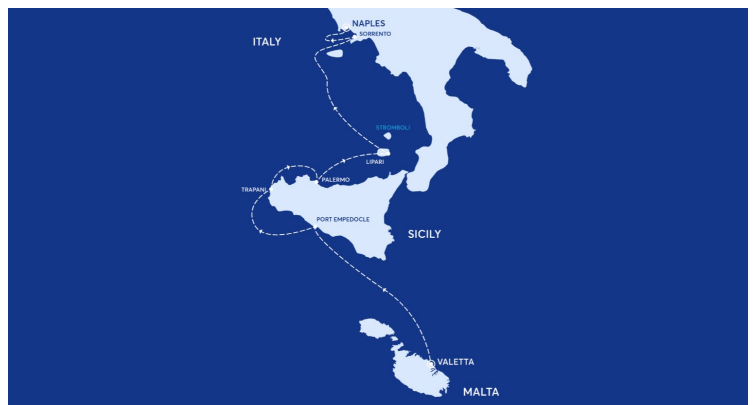 NAPLES
SORRENTO
ITALY
STROMBOLI
LIPARI
PALERMO
TRAPANI
PORT EMPEDOCLE
SICILY
VALETTA
MALTA